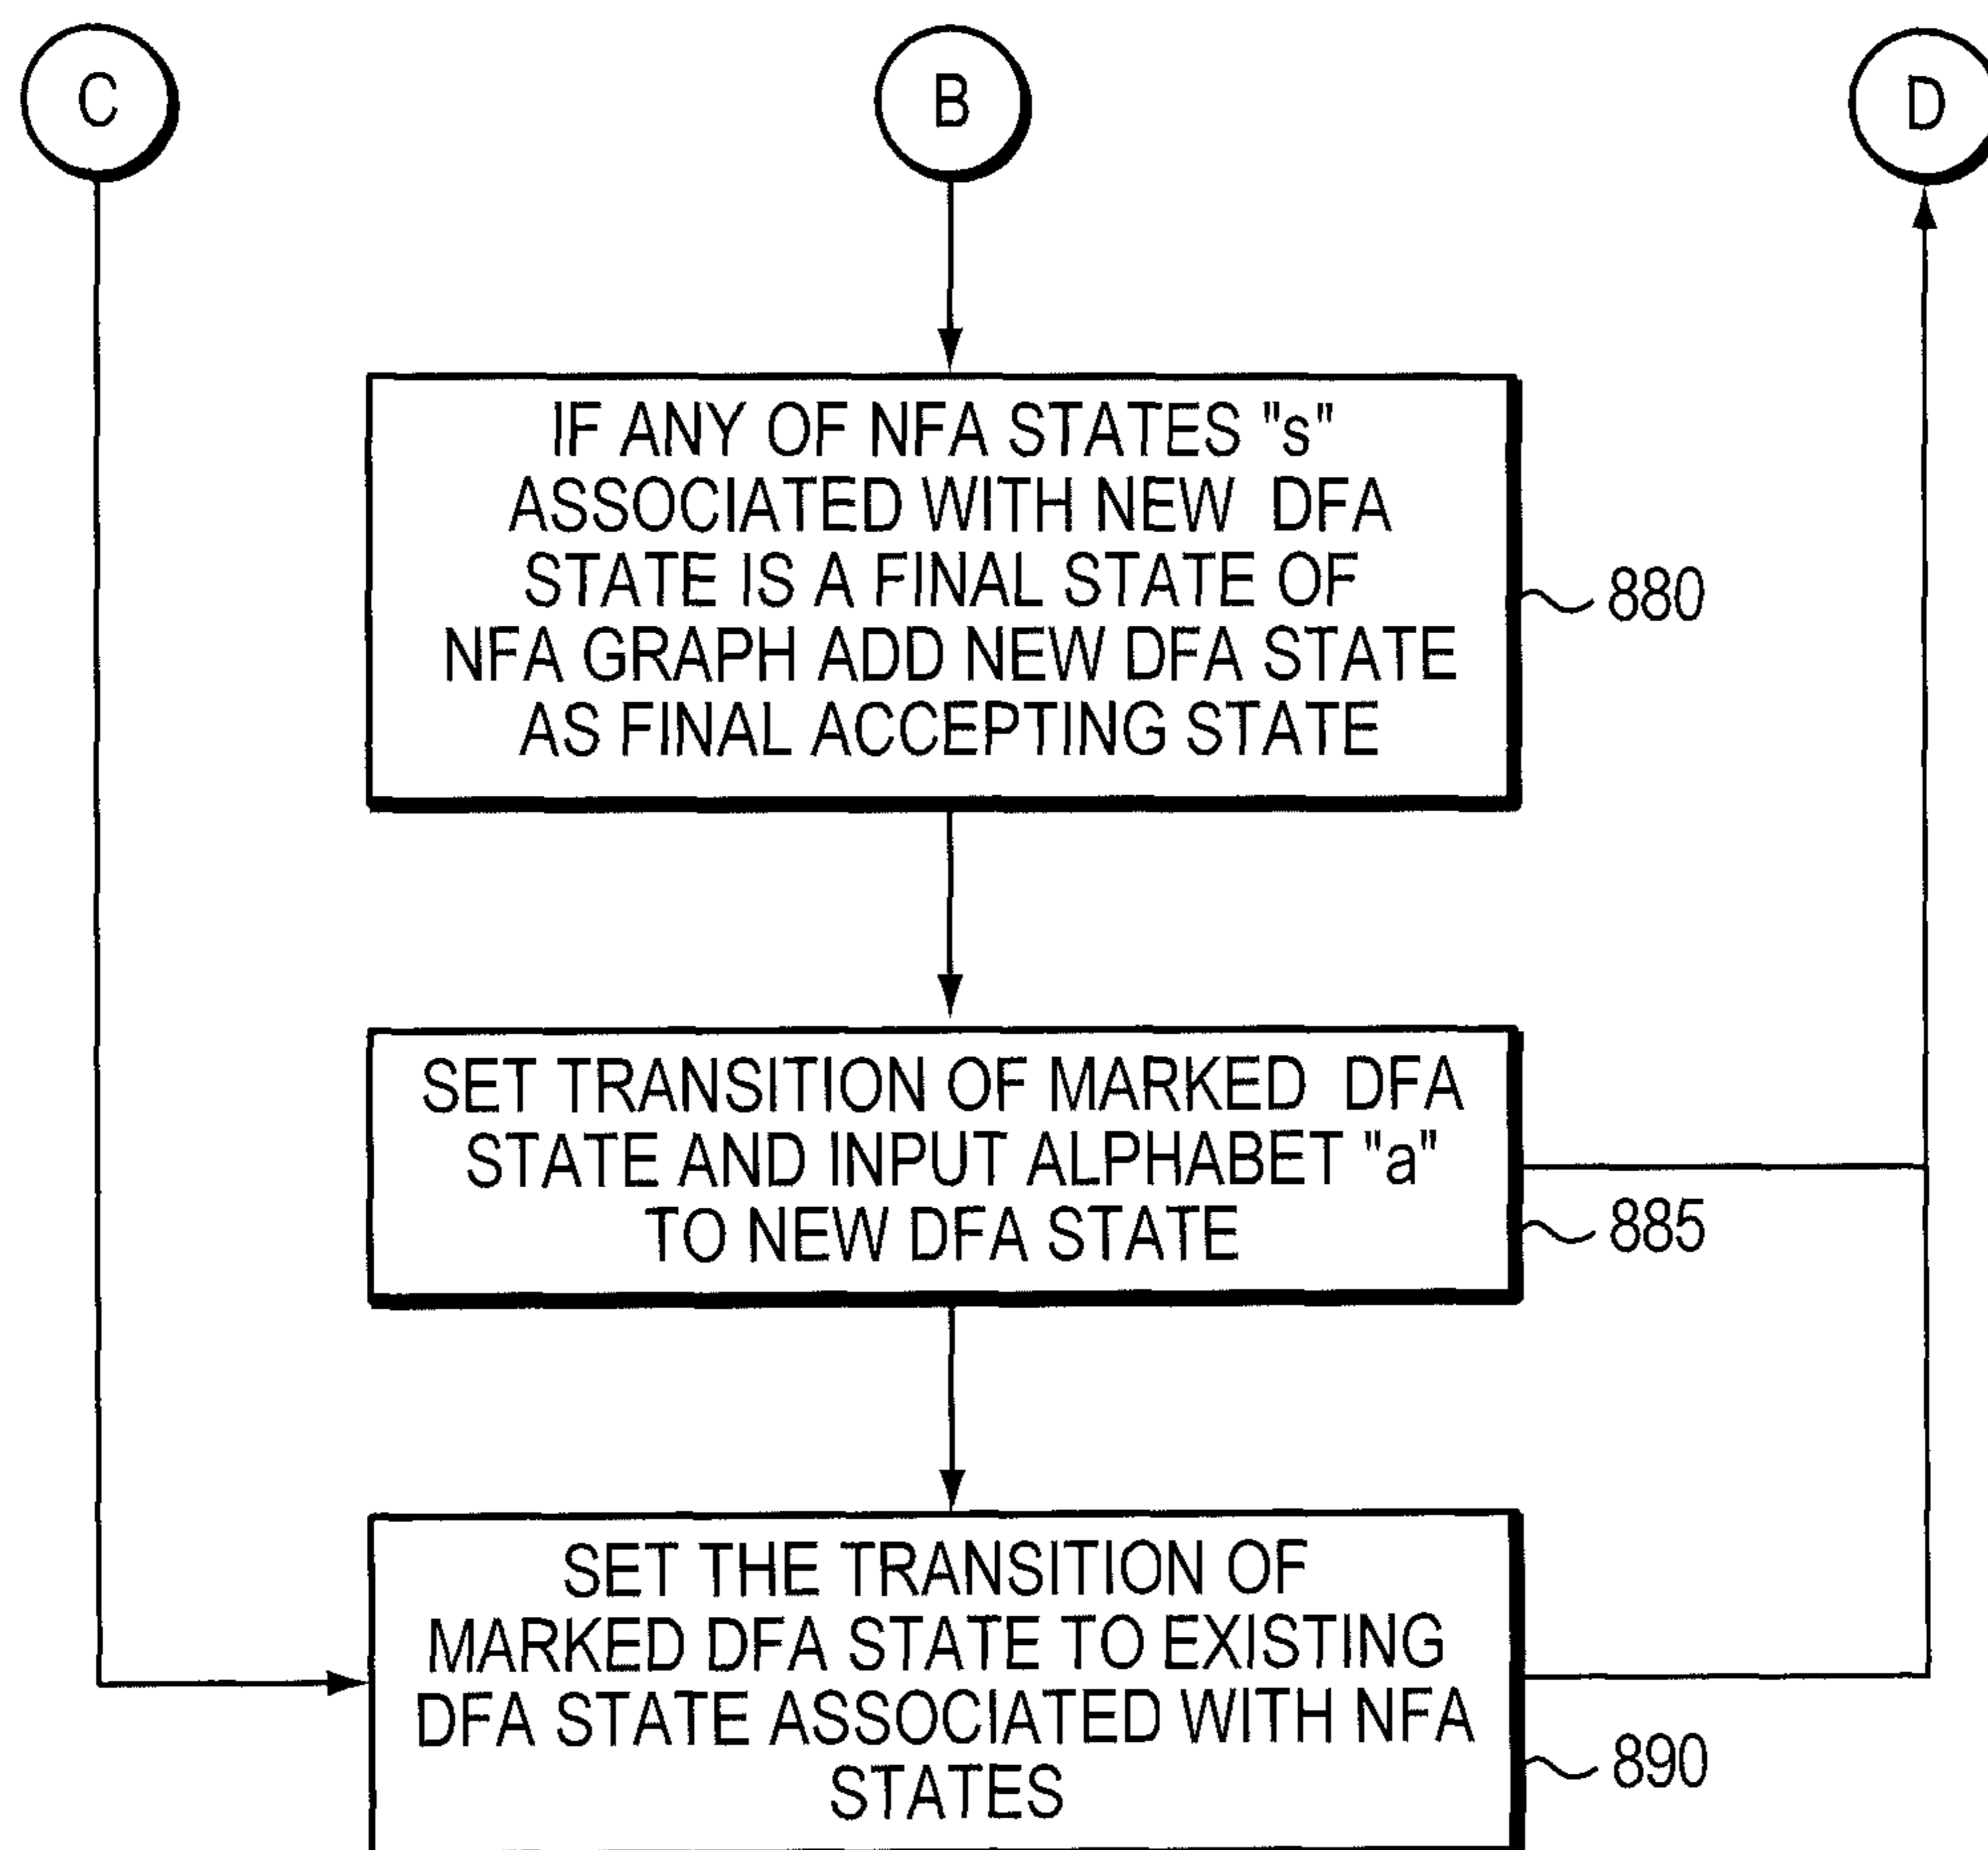 C
B
D
IF ANY OF NFA STATES "s"
ASSOCIATED WITH NEW DFA
STATE IS A FINAL STATE OF
NFA GRAPH ADD NEW DFA STATE
AS FINAL ACCEPTING STATE
880
SET TRANSITION OF MARKED DFA
STATE AND INPUT ALPHABET "a"
TO NEW DFA STATE
885
SET THE TRANSITION OF
MARKED DFA STATE TO EXISTING
DFA STATE ASSOCIATED WITH NFA
STATES
890